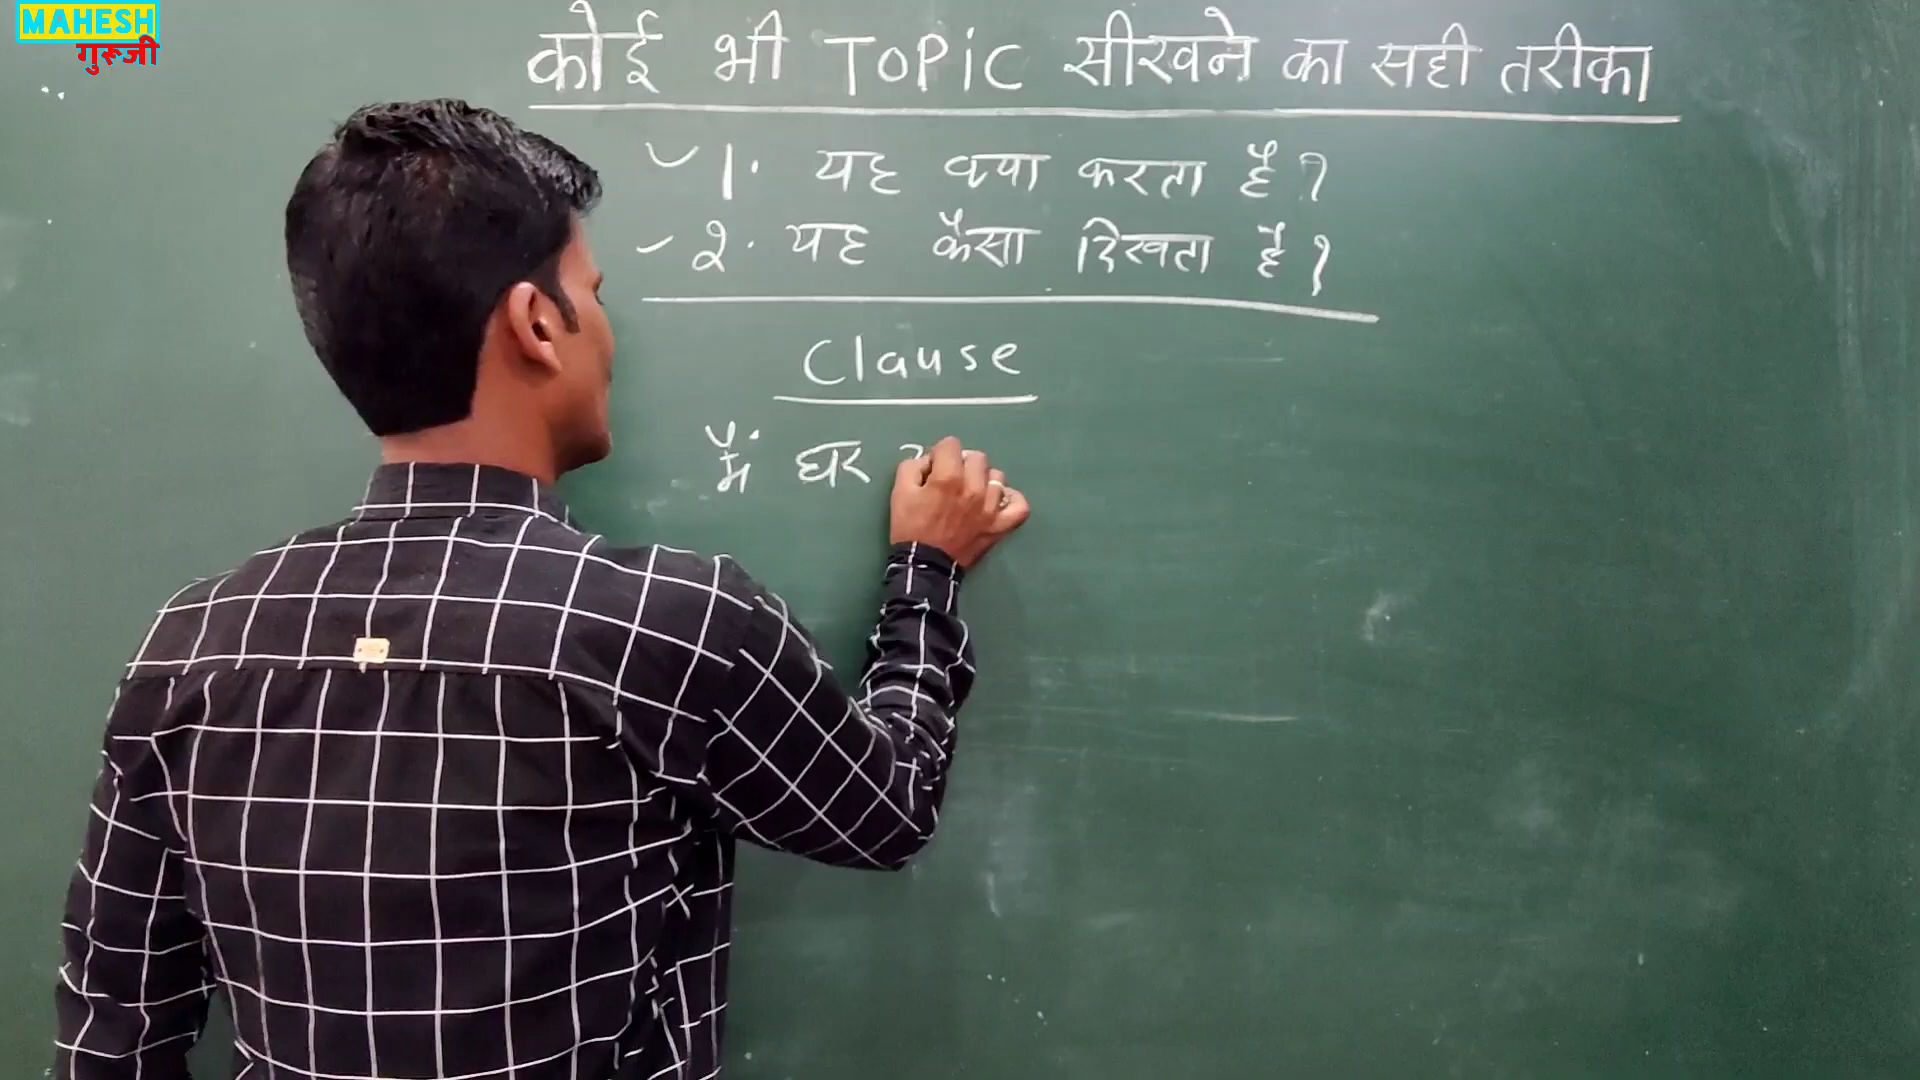 MAHESH
गुरूजी
कोई भी TOPIC सीखने का सही तरीका
1. यह क्या करता है?
2. यह कैसा दिखता है?
Clause
मैं घर